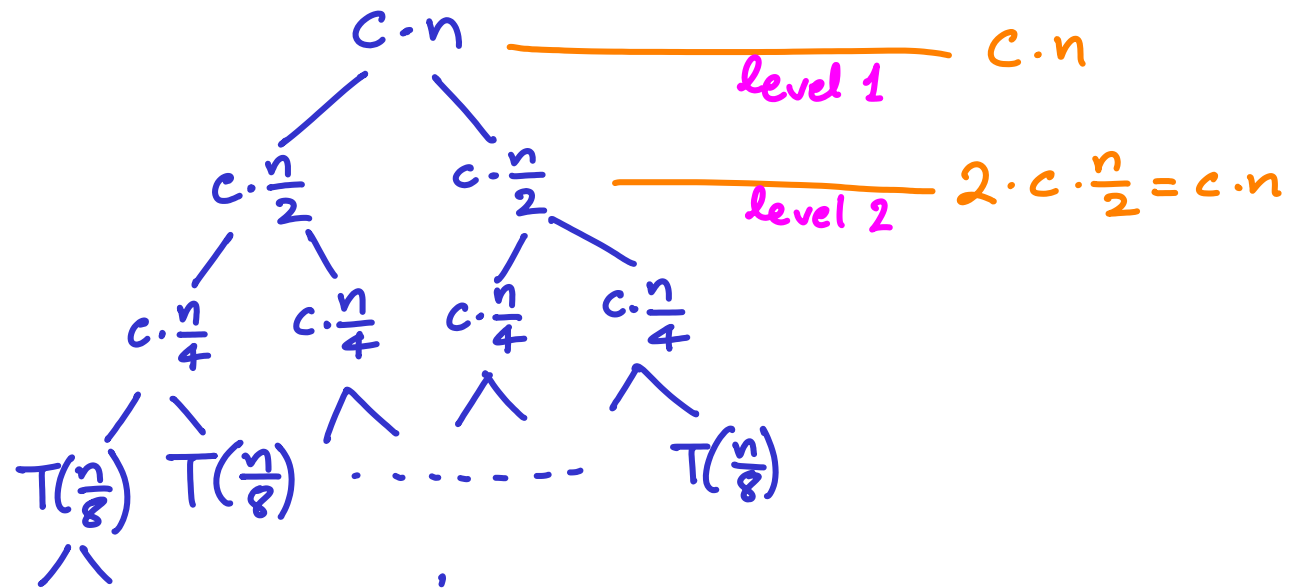 c · n c · n
level 1
c · n/2 c · n/2 2 · c · n/2 = c · n
level 2
c · n/4 c · n/4 c · n/4 c · n/4
T(n/8) T(n/8) . . . . . . . T(n/8)